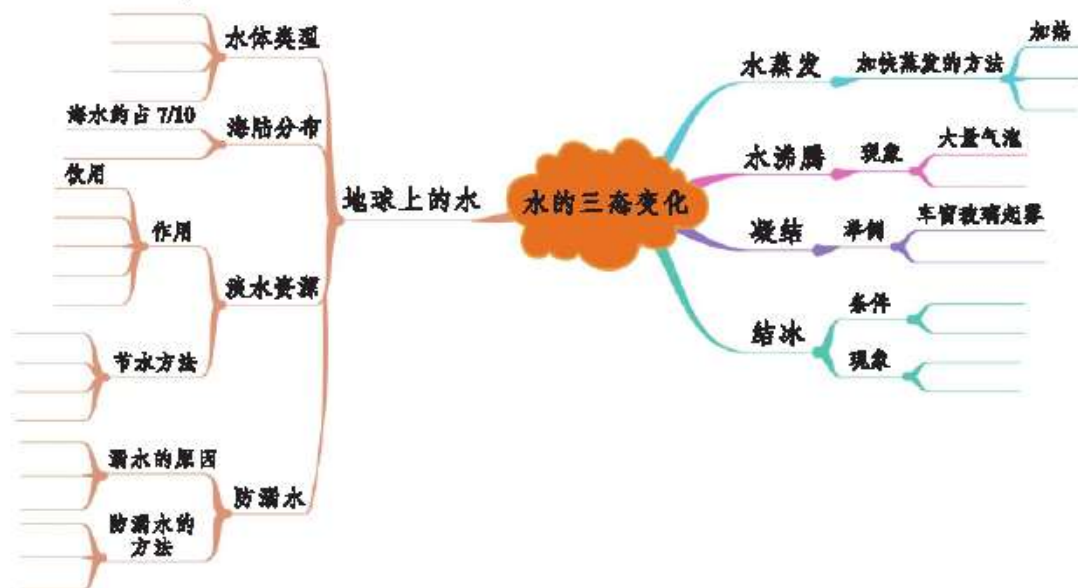 水体类型
海水约占 7/10
海陆分布
饮用
作用
地球上的水
淡水资源
节水方法
溺水的原因
防溺水
防溺水的
方法
水的三态变化
水蒸发
加快蒸发的方法
加热
水沸腾
现象
大量气泡
凝结
举例
车窗玻璃起雾
结冰
条件
现象